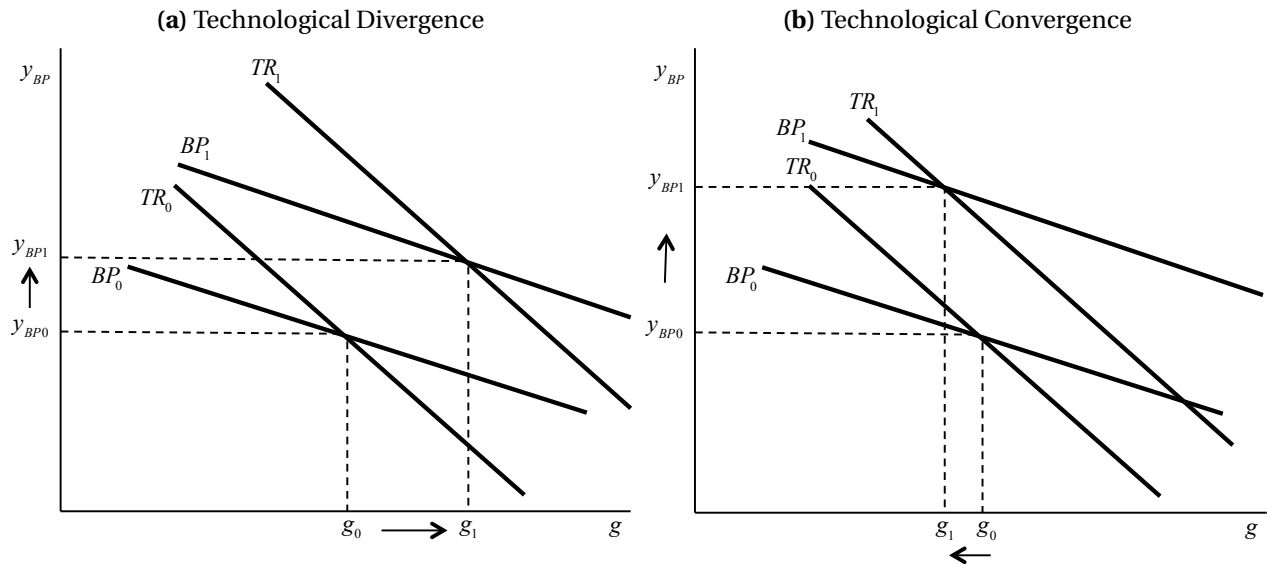 (a) Technological Divergence
y_BP
TR_1
BP_1
TR_0
y_BP1
BP_0
y_BP0
g_0
g_1
g
(b) Technological Convergence
y_BP
TR_1
BP_1
TR_0
y_BP1
BP_0
y_BP0
g_1
g_0
g